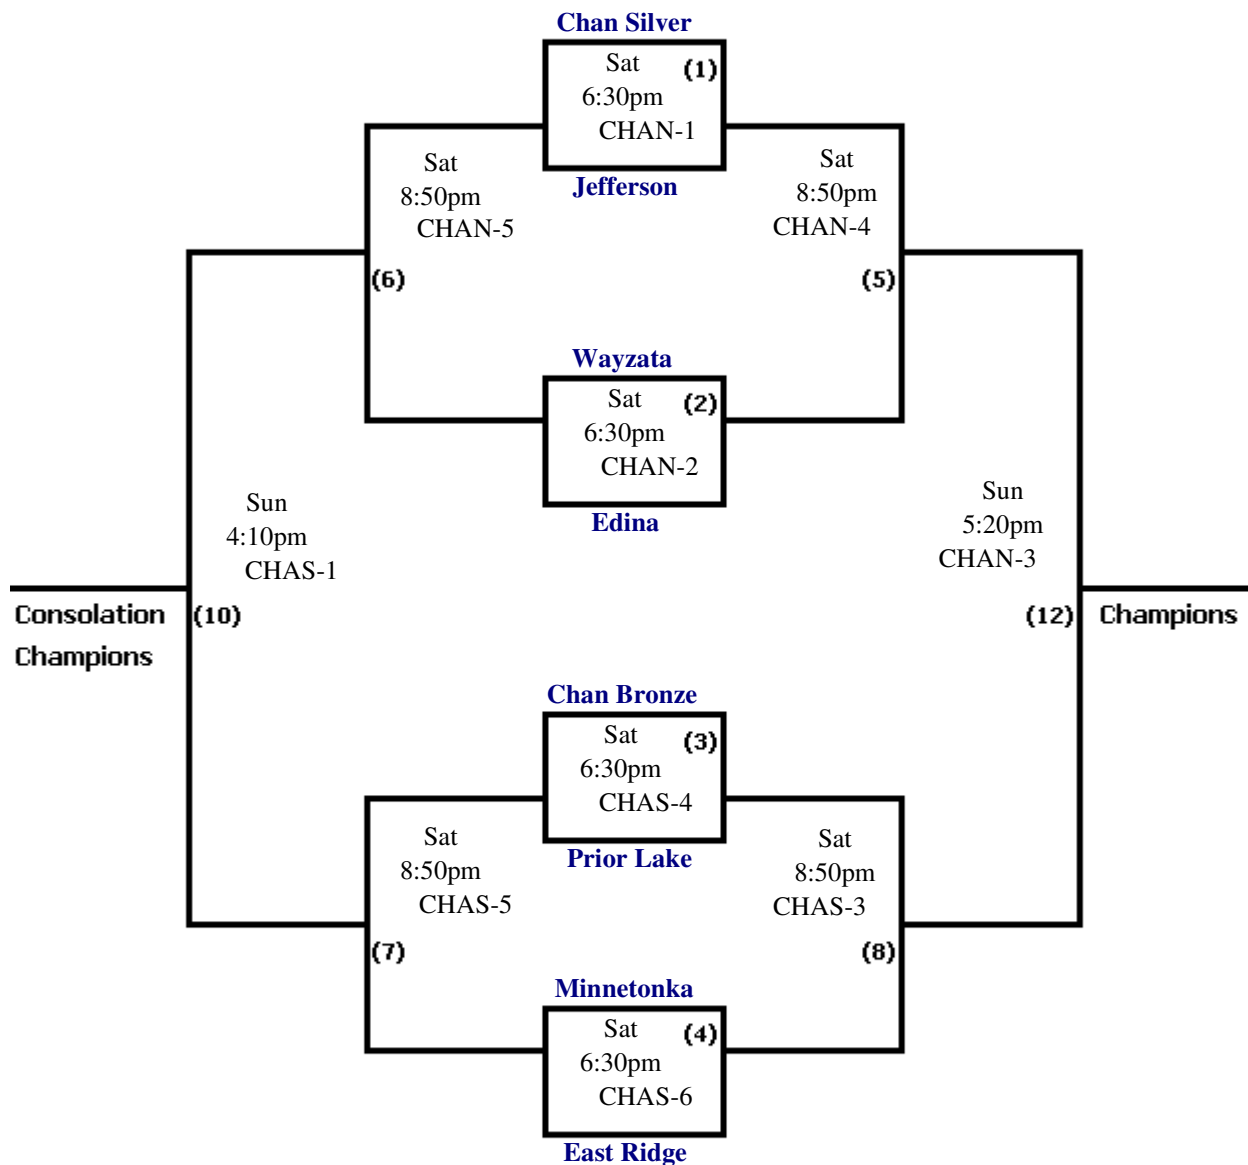 Chan Silver
Sat
(1)
6:30pm
CHAN-1
Jefferson
Sat
8:50pm
CHAN-5
(6)
Sat
8:50pm
CHAN-4
(5)
Wayzata
Sat
(2)
6:30pm
CHAN-2
Edina
Sun
4:10pm
CHAS-1
(10)
Consolation
Champions
Sun
5:20pm
CHAN-3
(12)
Champions
Chan Bronze
Sat
(3)
6:30pm
CHAS-4
Prior Lake
Sat
8:50pm
CHAS-5
(7)
Sat
8:50pm
CHAS-3
(8)
Minnetonka
Sat
(4)
6:30pm
CHAS-6
East Ridge